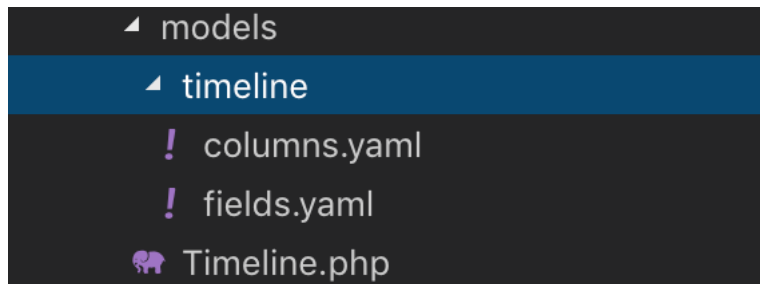 models
timeline
columns.yaml
fields.yaml
Timeline.php